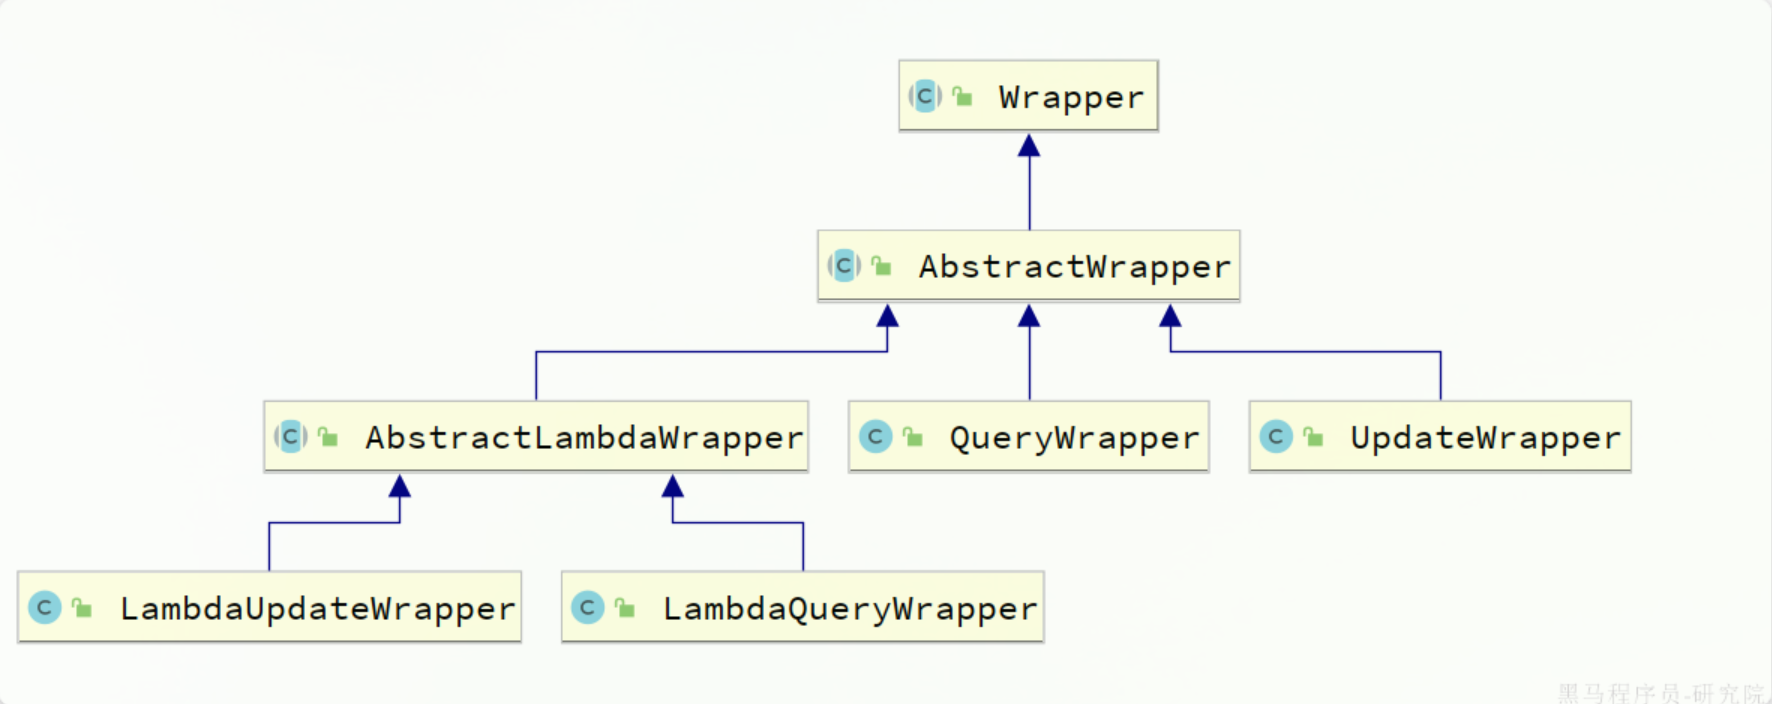 Wrapper
AbstractWrapper
AbstractLambdaWrapper
QueryWrapper
UpdateWrapper
LambdaUpdateWrapper
LambdaQueryWrapper
黑马程序员-研究院